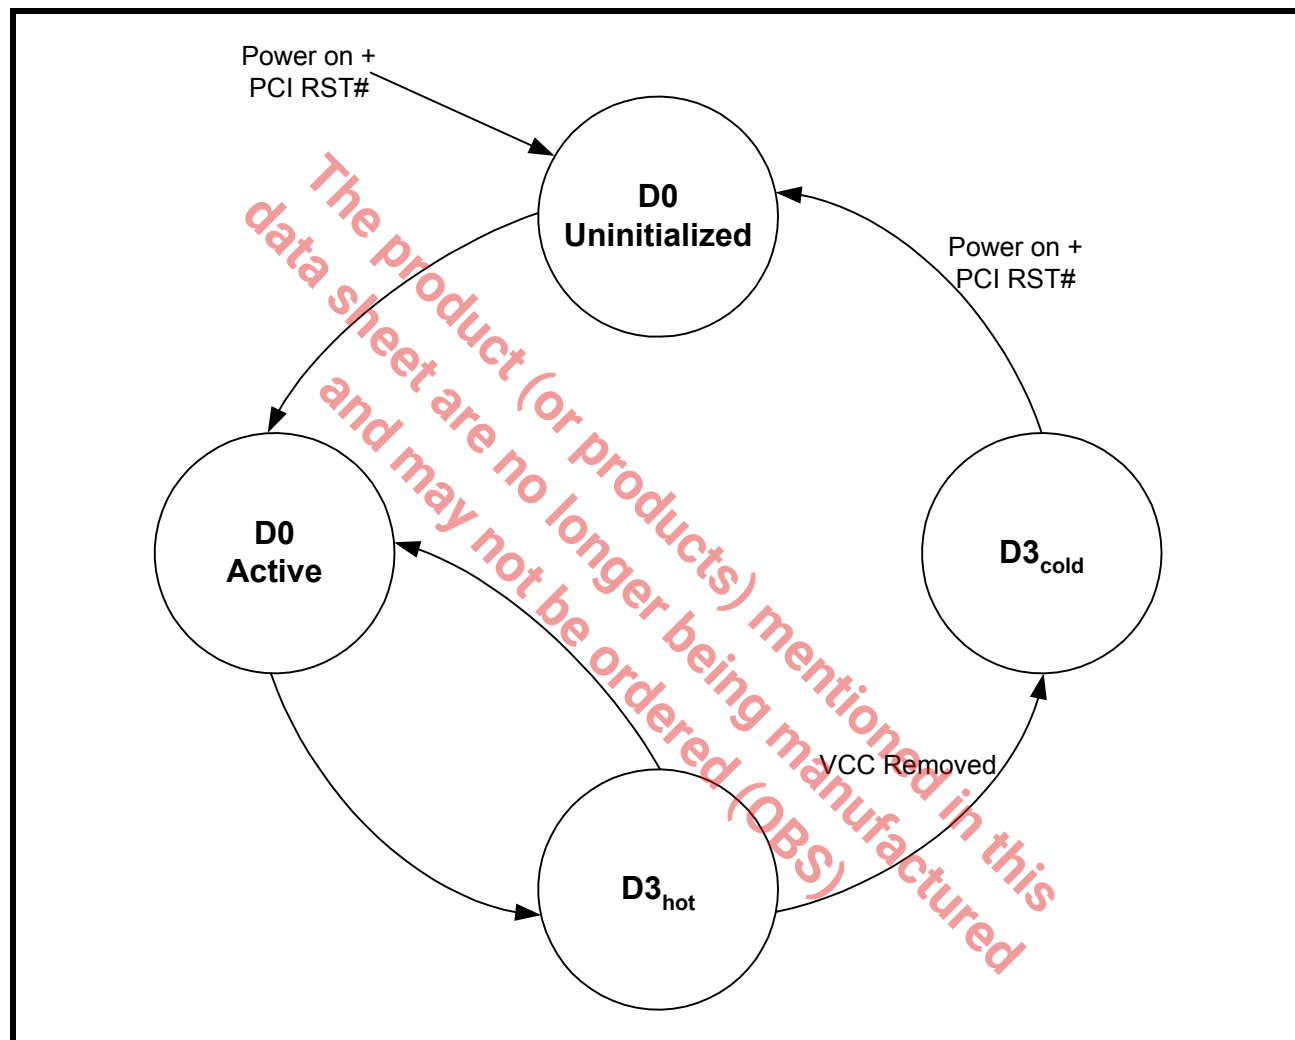 Power on +
PCI RST#
D0
Uninitialized
Power on +
PCI RST#
D0
Active
D3cold
VCC Removed
D3hot
The product (or products) mentioned in this
data sheet are no longer being manufactured
and may not be ordered (OBS)